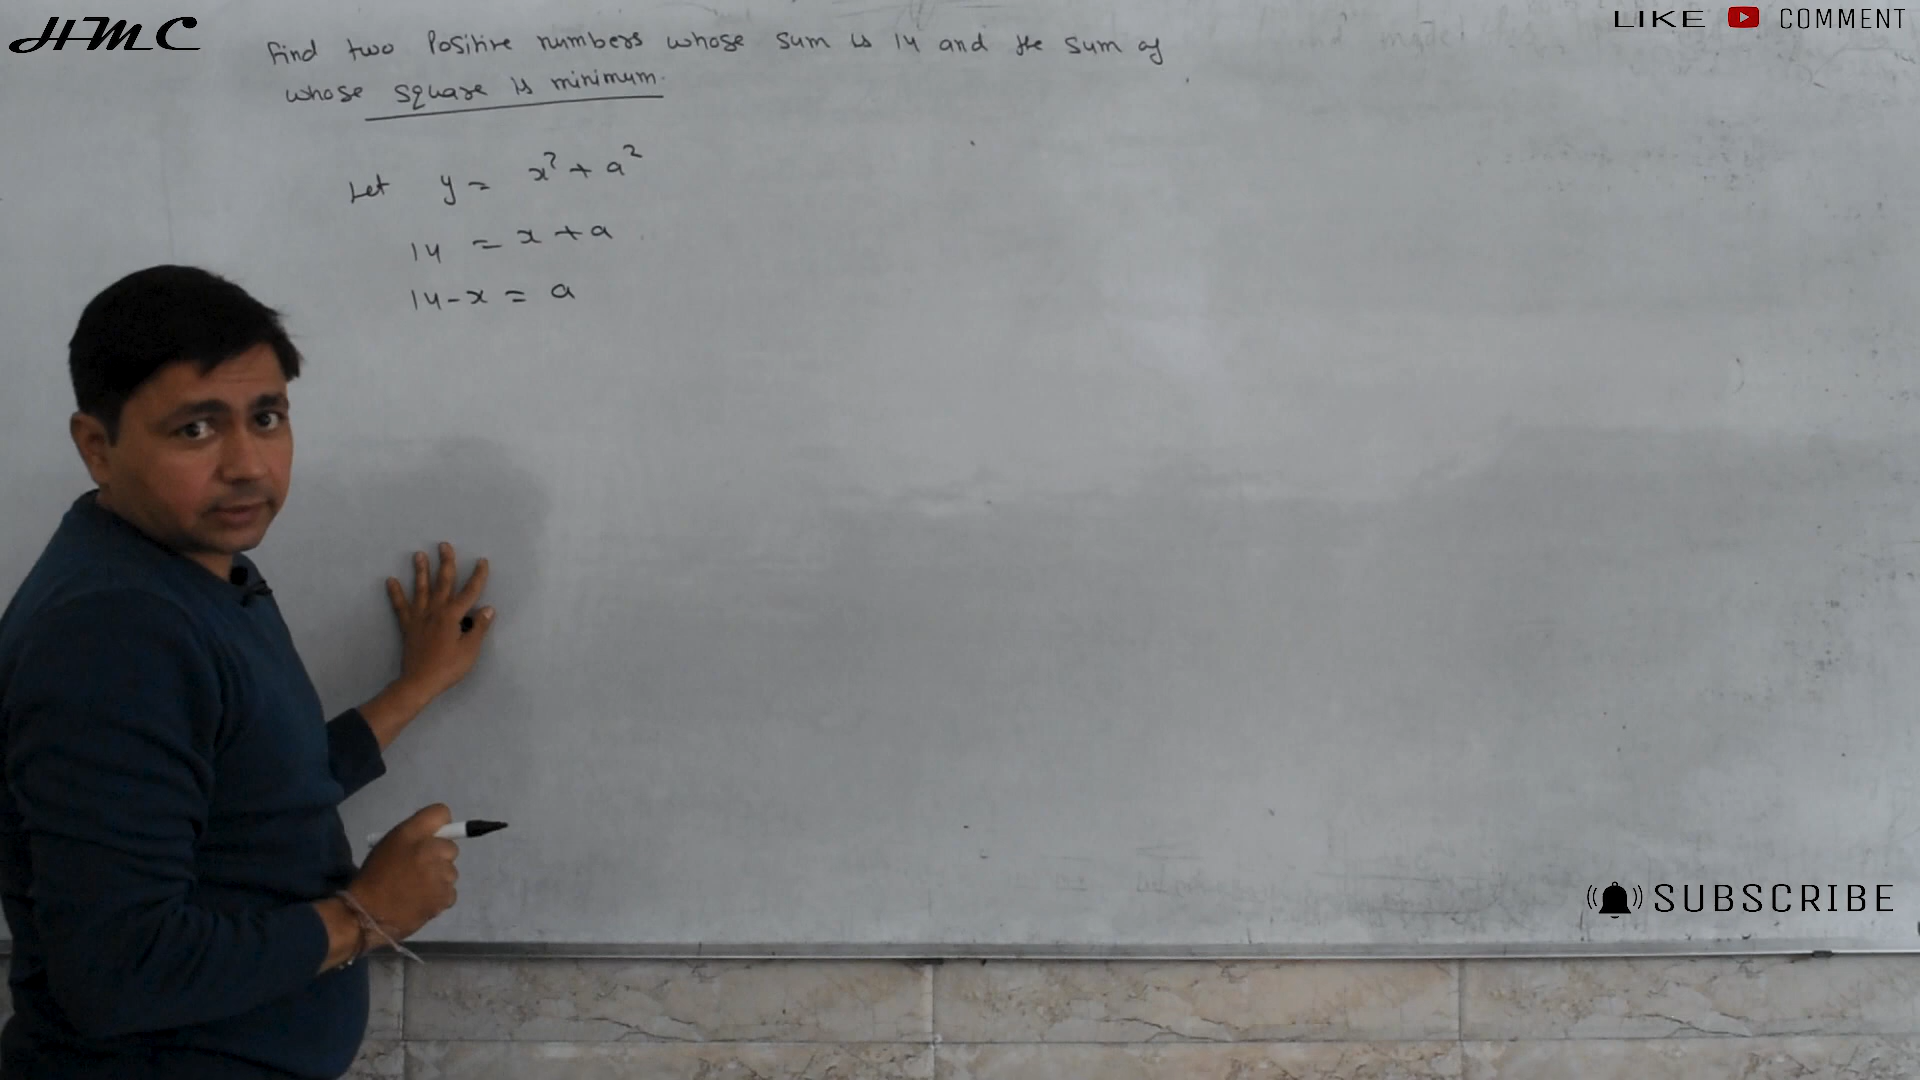 HMC
LIKE COMMENT
Find two Positive numbers whose sum is 14 and the sum of
whose square is minimum.
Let y = x² + a²
14 = x + a
14 - x = a
SUBSCRIBE